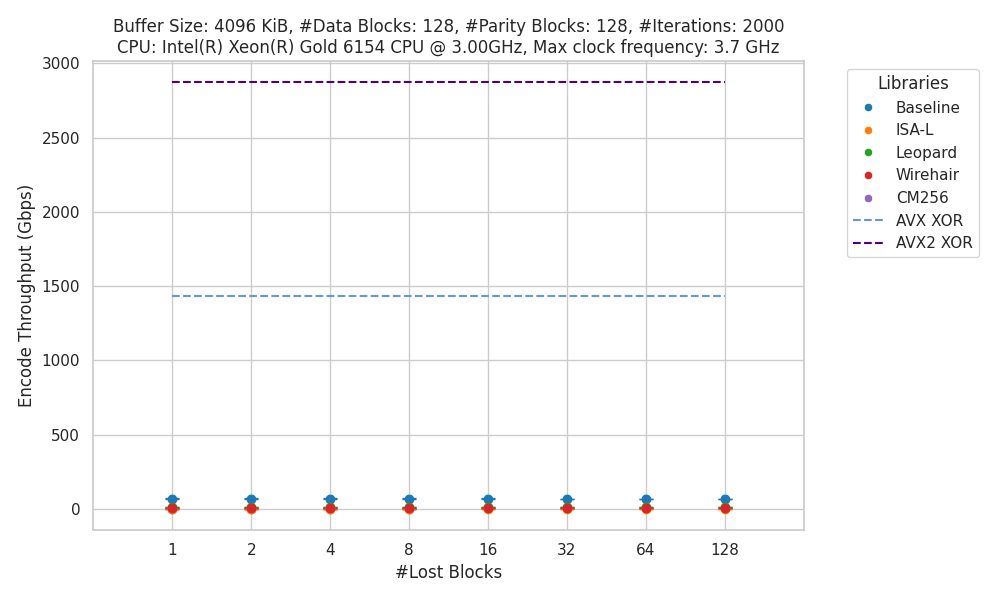 Buffer Size: 4096 KiB, #Data Blocks: 128, #Parity Blocks: 128, #Iterations: 2000
CPU: Intel(R) Xeon(R) Gold 6154 CPU @ 3.00GHz, Max clock frequency: 3.7 GHz
Encode Throughput (Gbps)
3000
2500
2000
1500
1000
500
0
1 2 4 8 16 32 64 128
#Lost Blocks
Libraries
Baseline
ISA-L
Leopard
Wirehair
CM256
AVX XOR
AVX2 XOR